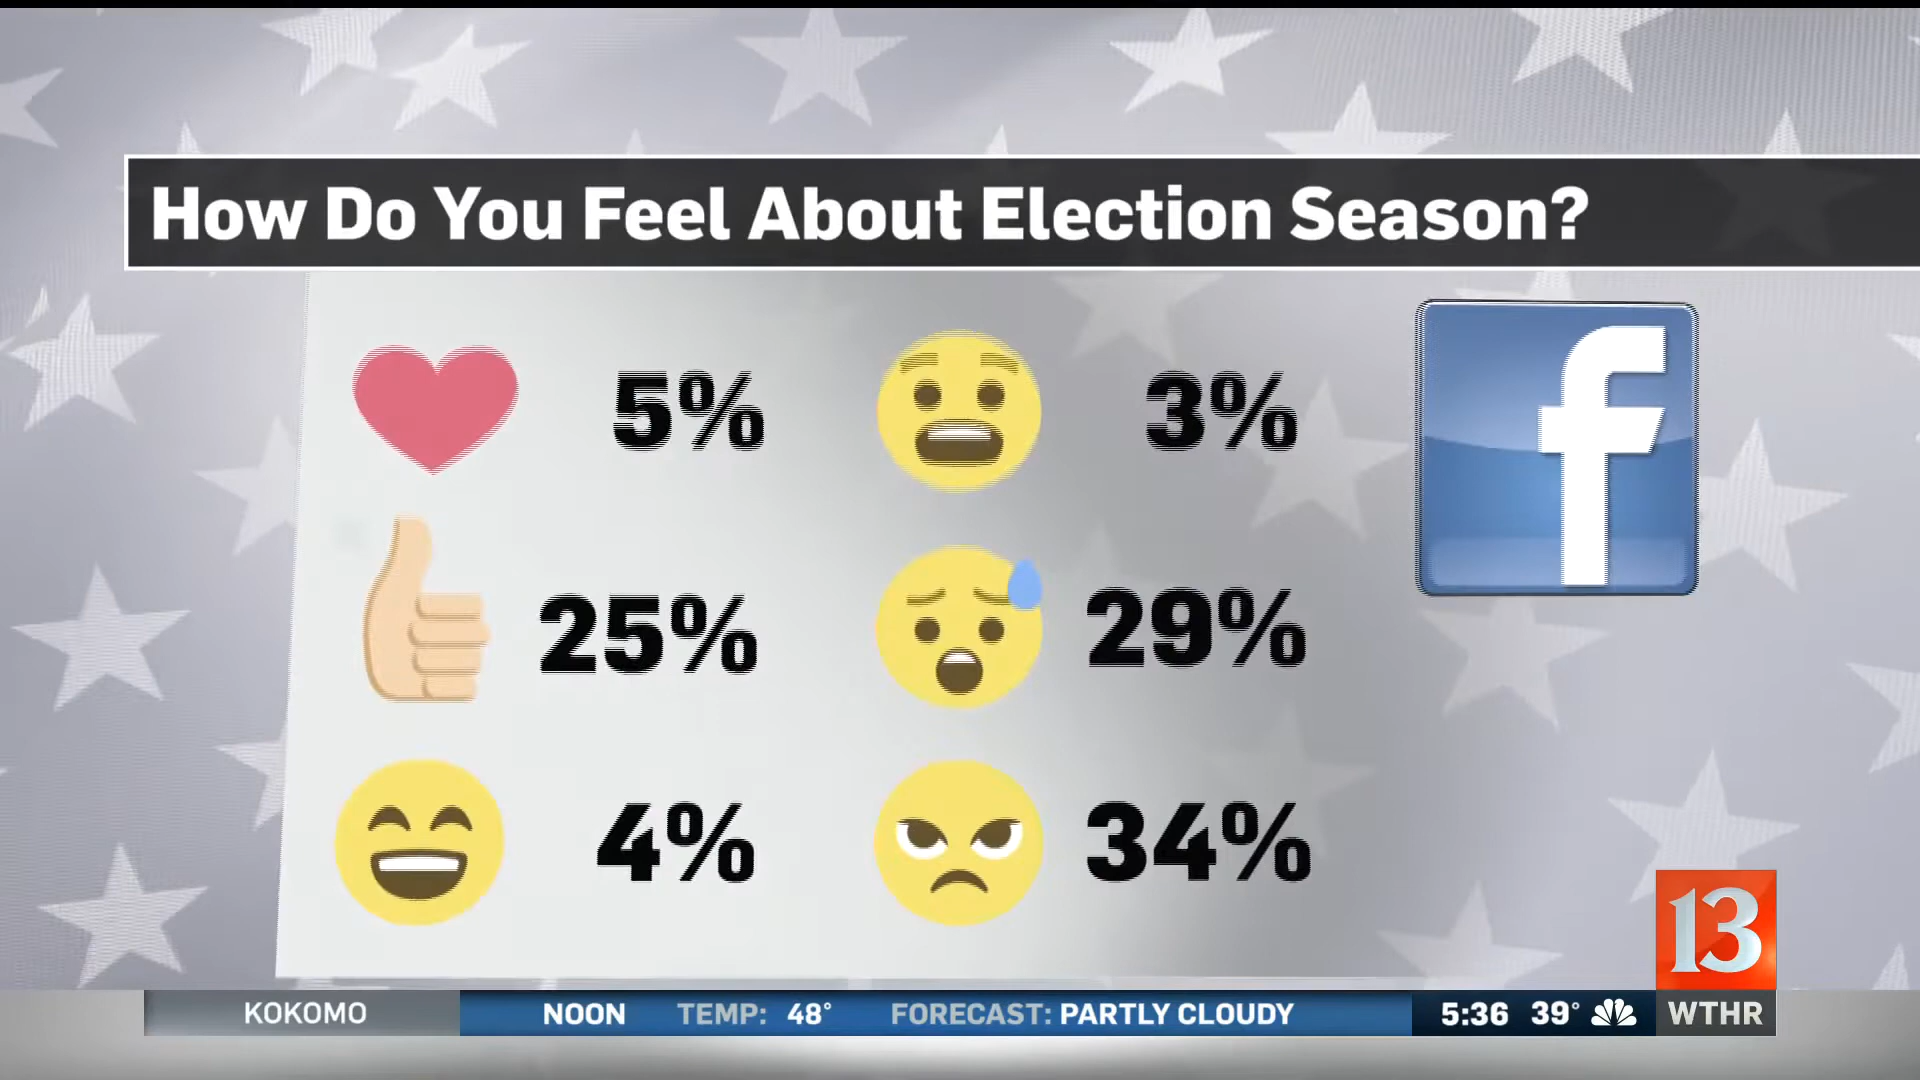 How Do You Feel About Election Season?
5% 3%
25% 29%
4% 34%
f
13
KOKOMO NOON TEMP: 48° FORECAST: PARTLY CLOUDY 5:36 39° WTHR